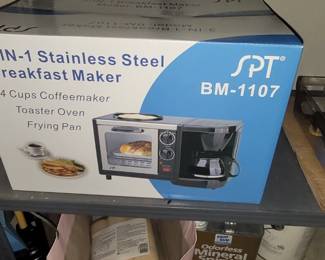 IN-1 Stainless Steel
reakfast Maker
4 Cups Coffeemaker
Toaster Oven
Frying Pan
SPT®
BM-1107
Odorless
Mineral